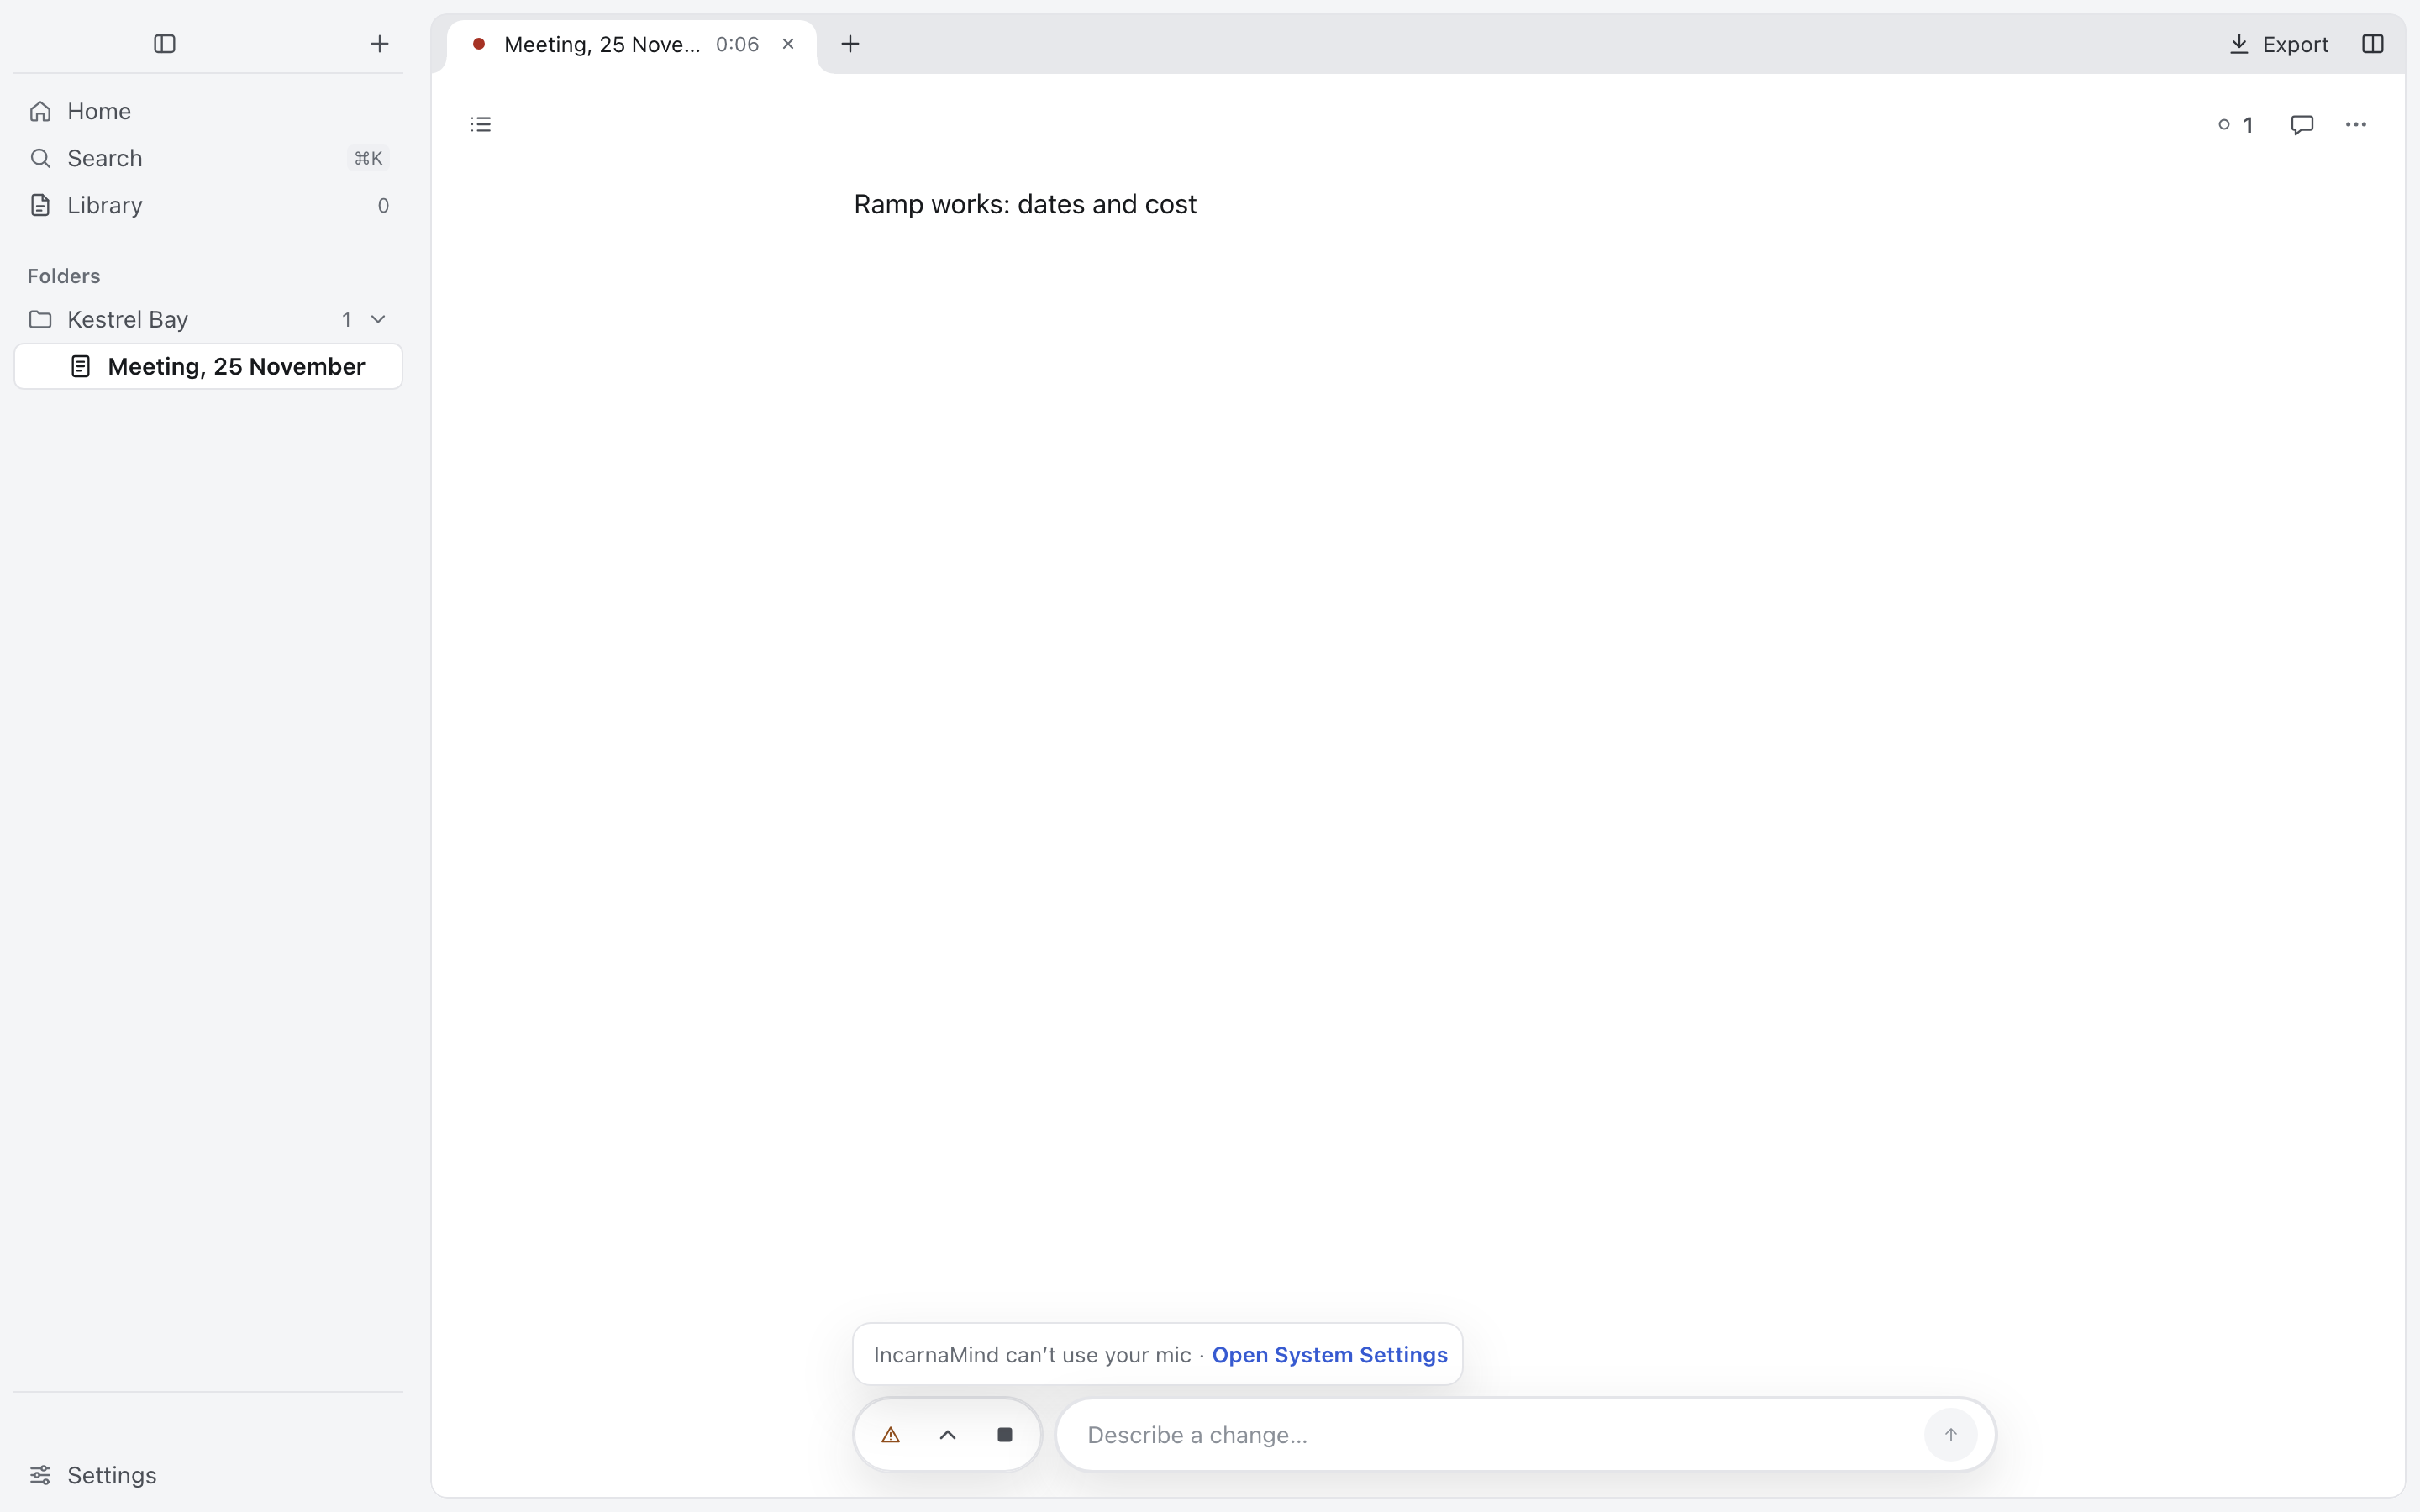 Meeting, 25 Nove... 0:06
Export
Home
Search ⌘K
Library 0
Folders
Kestrel Bay 1
Meeting, 25 November
1
Ramp works: dates and cost
IncarnaMind can’t use your mic · Open System Settings
Describe a change...
Settings